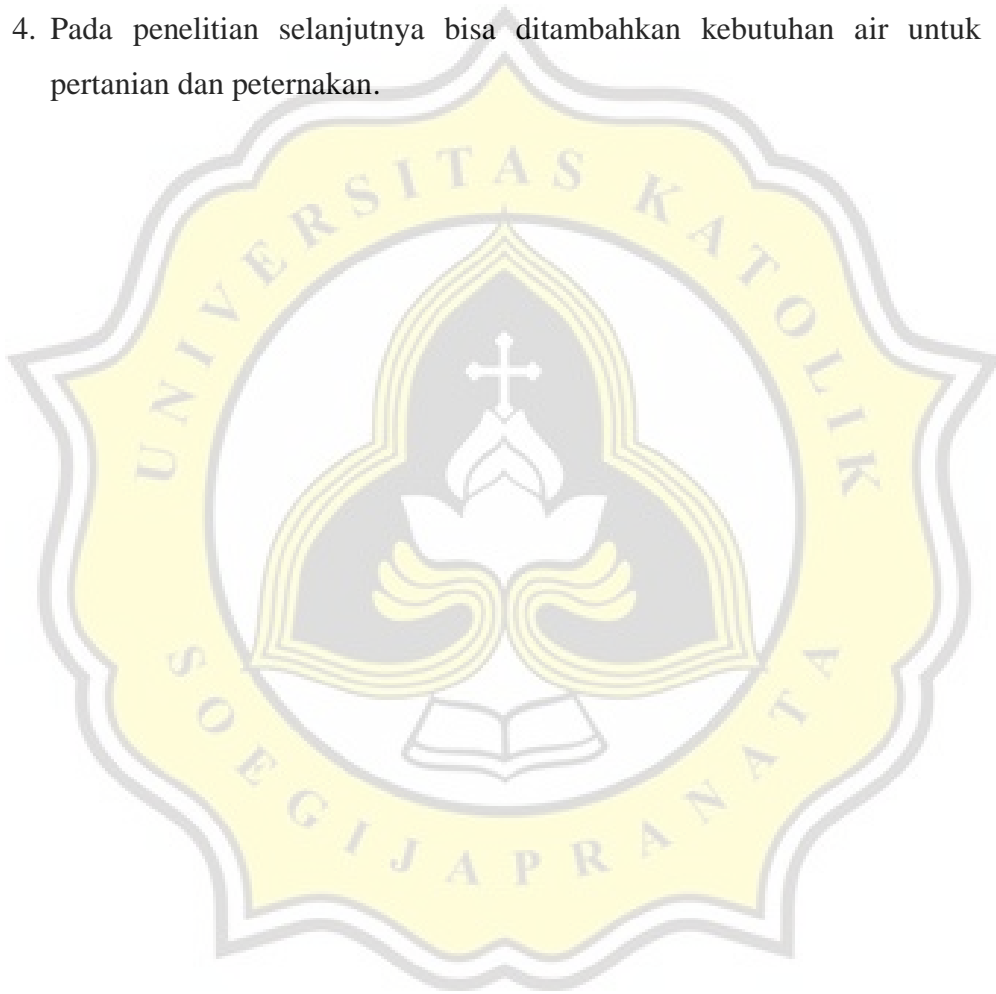 4. Pada penelitian selanjutnya bisa ditambahkan kebutuhan air untuk
pertanian dan peternakan.
UNIVERSITAS KATOLIK
SOEGIJAPRANATA